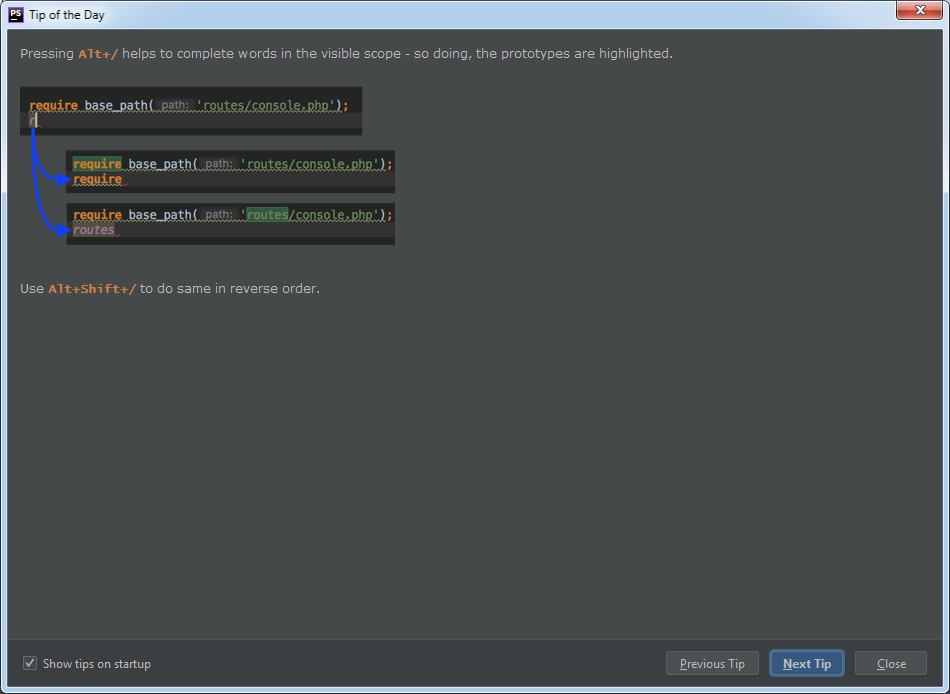 PS Tip of the Day
Pressing Alt+/ helps to complete words in the visible scope - so doing, the prototypes are highlighted.
require base_path( path: 'routes/console.php');
r
require base_path( path: 'routes/console.php');
require
require base_path( path: 'routes/console.php');
routes
Use Alt+Shift+/ to do same in reverse order.
Show tips on startup
Previous Tip
Next Tip
Close